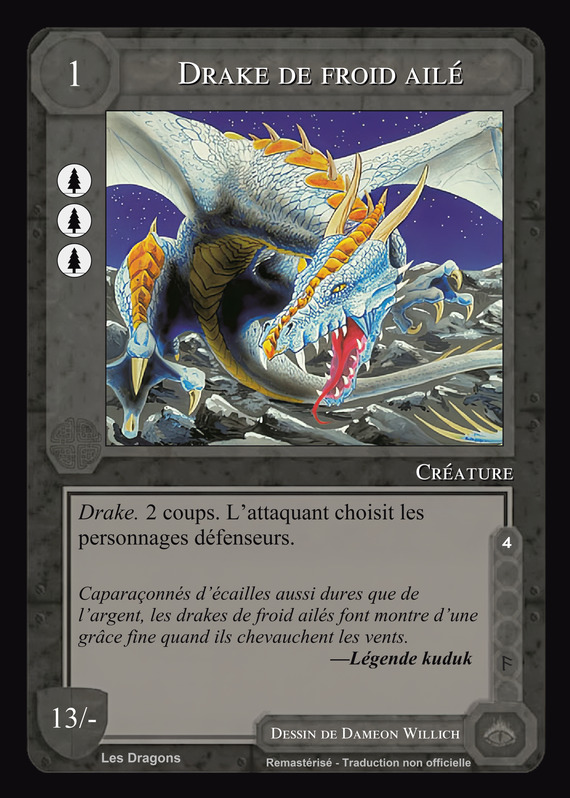 1
DRAKE DE FROID AILÉ
CRÉATURE
Drake. 2 coups. L'attaquant choisit les
personnages défenseurs.
4
Caparaçonnés d'écailles aussi dures que de
l'argent, les drakes de froid ailés font montre d'une
grâce fine quand ils chevauchent les vents.
—Légende kuduk
13/-
DESSIN DE DAMEON WILLICH
Les Dragons
Remastérisé - Traduction non officielle